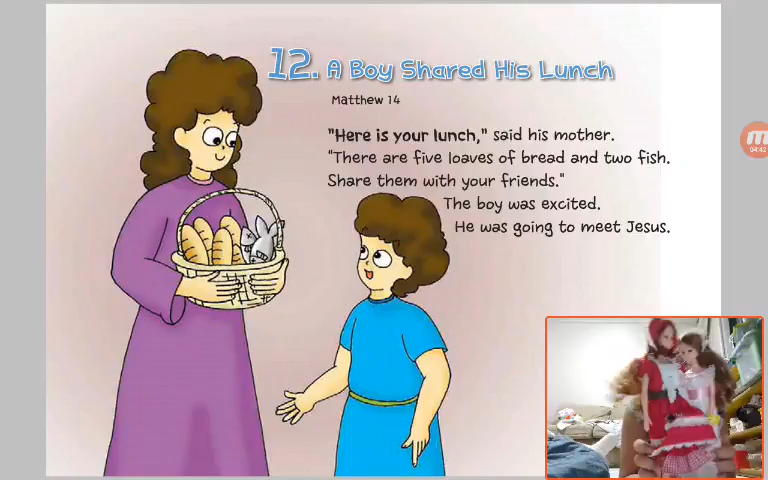 12. A Boy Shared His Lunch
Matthew 14
"Here is your lunch," said his mother.
"There are five loaves of bread and two fish.
Share them with your friends."
The boy was excited.
He was going to meet Jesus.
04:42